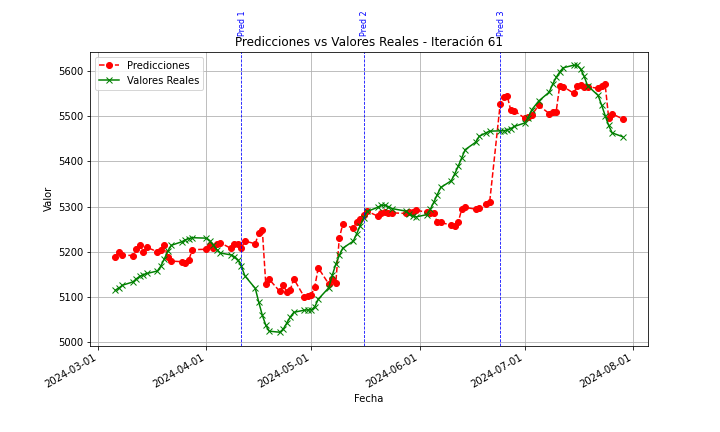 Pred 1
Pred 2
Pred 3
Predicciones vs Valores Reales - Iteración 61
Predicciones
Valores Reales
5600
5500
5400
5300
5200
5100
5000
Valor
2024-03-01
2024-04-01
2024-05-01
2024-06-01
2024-07-01
2024-08-01
Fecha